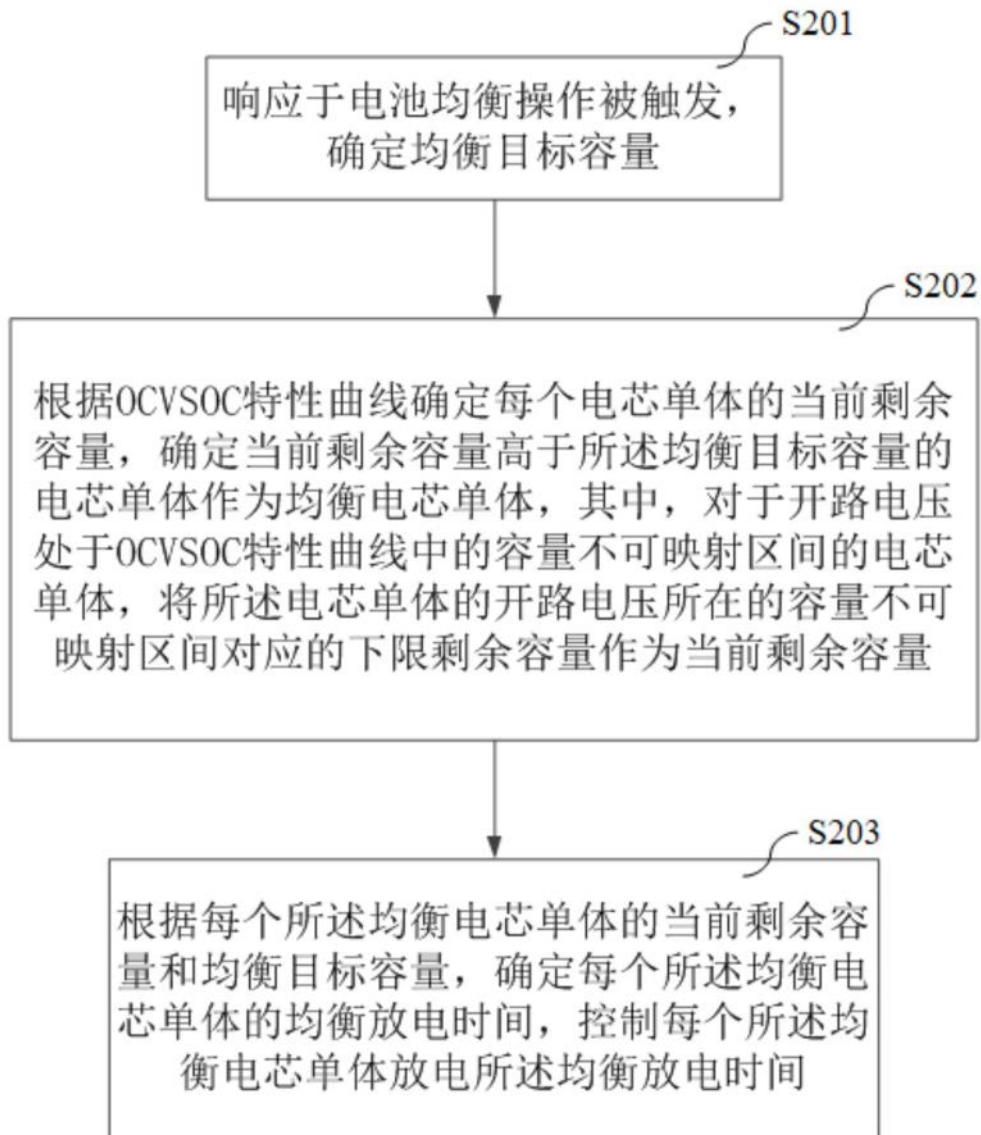 S201
响应于电池均衡操作被触发，
确定均衡目标容量
S202
根据OCVSOC特性曲线确定每个电芯单体的当前剩余
容量，确定当前剩余容量高于所述均衡目标容量的
电芯单体作为均衡电芯单体，其中，对于开路电压
处于OCVSOC特性曲线中的容量不可映射区间的电芯
单体，将所述电芯单体的开路电压所在的容量不可
映射区间对应的下限剩余容量作为当前剩余容量
S203
根据每个所述均衡电芯单体的当前剩余容
量和均衡目标容量，确定每个所述均衡电
芯单体的均衡放电时间，控制每个所述均
衡电芯单体放电所述均衡放电时间